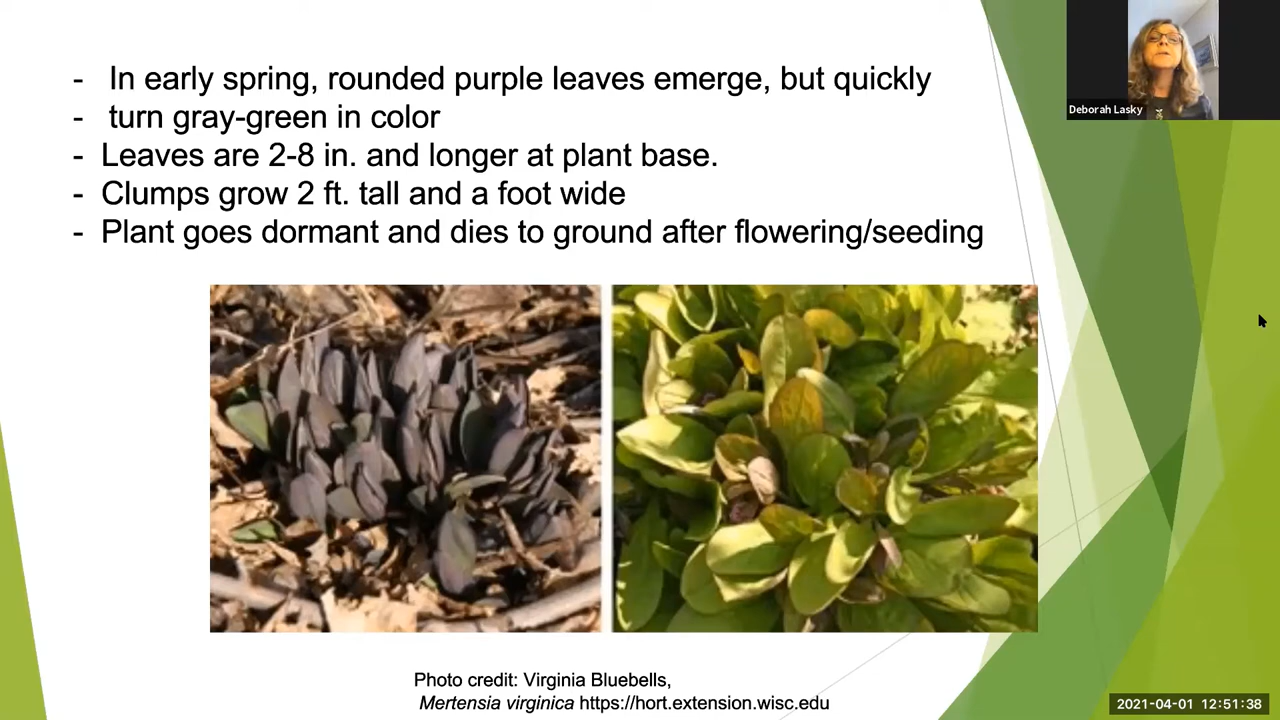 - In early spring, rounded purple leaves emerge, but quickly
- turn gray-green in color
- Leaves are 2-8 in. and longer at plant base.
- Clumps grow 2 ft. tall and a foot wide
- Plant goes dormant and dies to ground after flowering/seeding
Deborah Lasky
Photo credit: Virginia Bluebells,
Mertensia virginica https://hort.extension.wisc.edu
2021-04-01 12:51:38